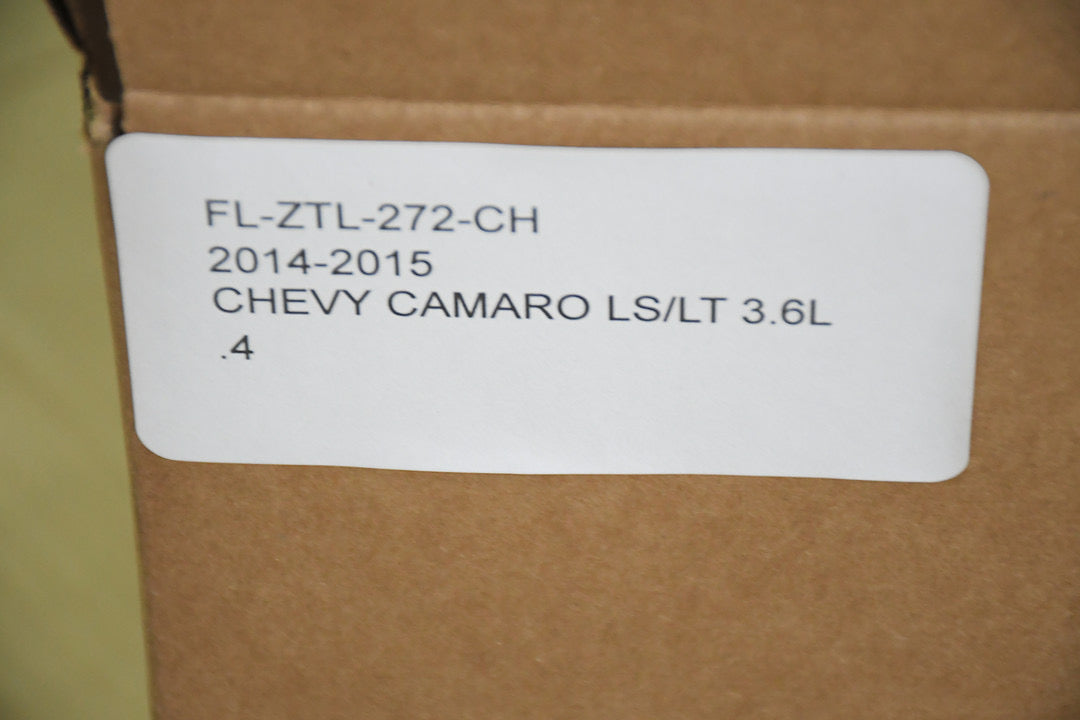 FL-ZTL-272-CH
2014-2015
CHEVY CAMARO LS/LT 3.6L
.4